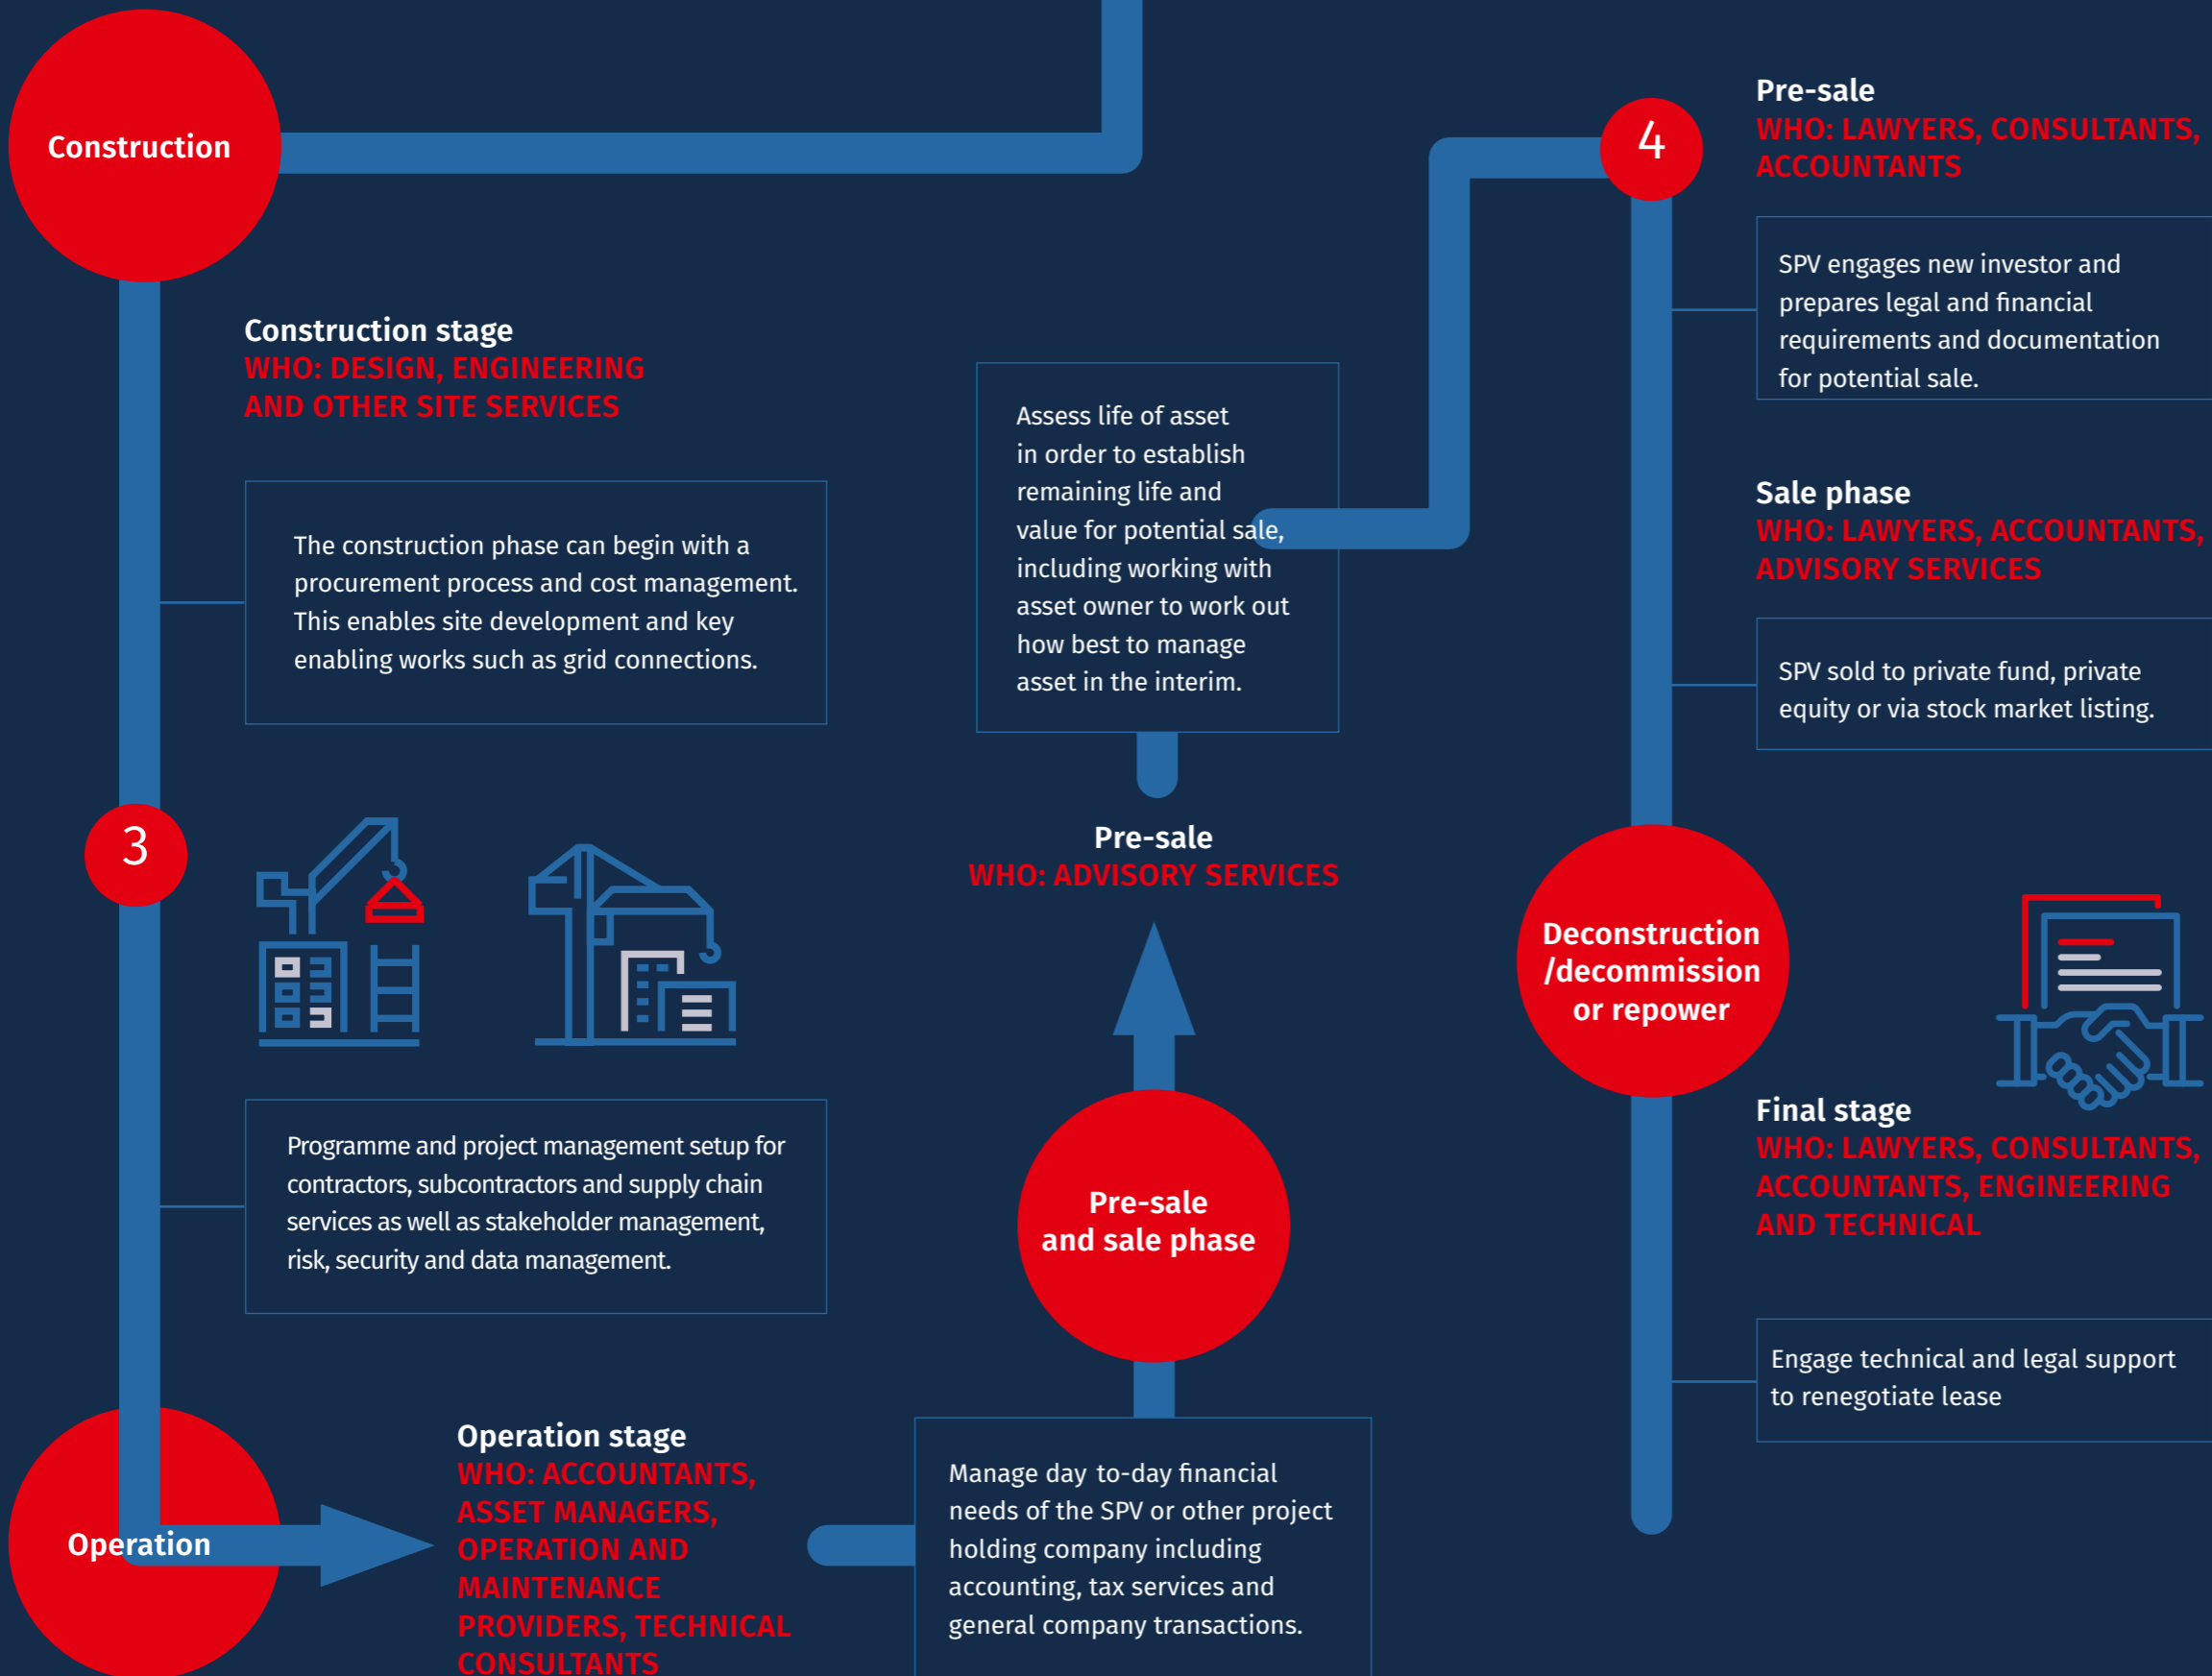 Construction
Construction stage
WHO: DESIGN, ENGINEERING
AND OTHER SITE SERVICES
The construction phase can begin with a
procurement process and cost management.
This enables site development and key
enabling works such as grid connections.
3
Programme and project management setup for
contractors, subcontractors and supply chain
services as well as stakeholder management,
risk, security and data management.
Operation
Operation stage
WHO: ACCOUNTANTS,
ASSET MANAGERS,
OPERATION AND
MAINTENANCE
PROVIDERS, TECHNICAL
CONSULTANTS
Manage day to-day financial
needs of the SPV or other project
holding company including
accounting, tax services and
general company transactions.
Pre-sale
and sale phase
Pre-sale
WHO: ADVISORY SERVICES
Assess life of asset
in order to establish
remaining life and
value for potential sale,
including working with
asset owner to work out
how best to manage
asset in the interim.
4
Pre-sale
WHO: LAWYERS, CONSULTANTS,
ACCOUNTANTS
SPV engages new investor and
prepares legal and financial
requirements and documentation
for potential sale.
Sale phase
WHO: LAWYERS, ACCOUNTANTS,
ADVISORY SERVICES
SPV sold to private fund, private
equity or via stock market listing.
Deconstruction
/decommission
or repower
Final stage
WHO: LAWYERS, CONSULTANTS,
ACCOUNTANTS, ENGINEERING
AND TECHNICAL
Engage technical and legal support
to renegotiate lease